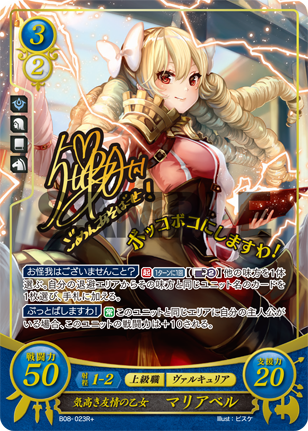 3
2
ごめんあそばせ!
ボッコボコにしますわ!
お怪我はございませんこと? 起 1ターン1回 【 2】他の味方を1体
選ぶ。自分の退避エリアからその味方と同じユニット名のカードを
1枚選び、手札に加える。
ぶっとばしますわ! 常 このユニットと同じエリアに自分の主人公が
いる場合、このユニットの戦闘力は+10される。
戦闘力
50
射程 1-2 上級職 ヴァルキュリア
支援力
20
気高き友情の乙女 マリアベル
B08-023R+ Illust:ビスケ